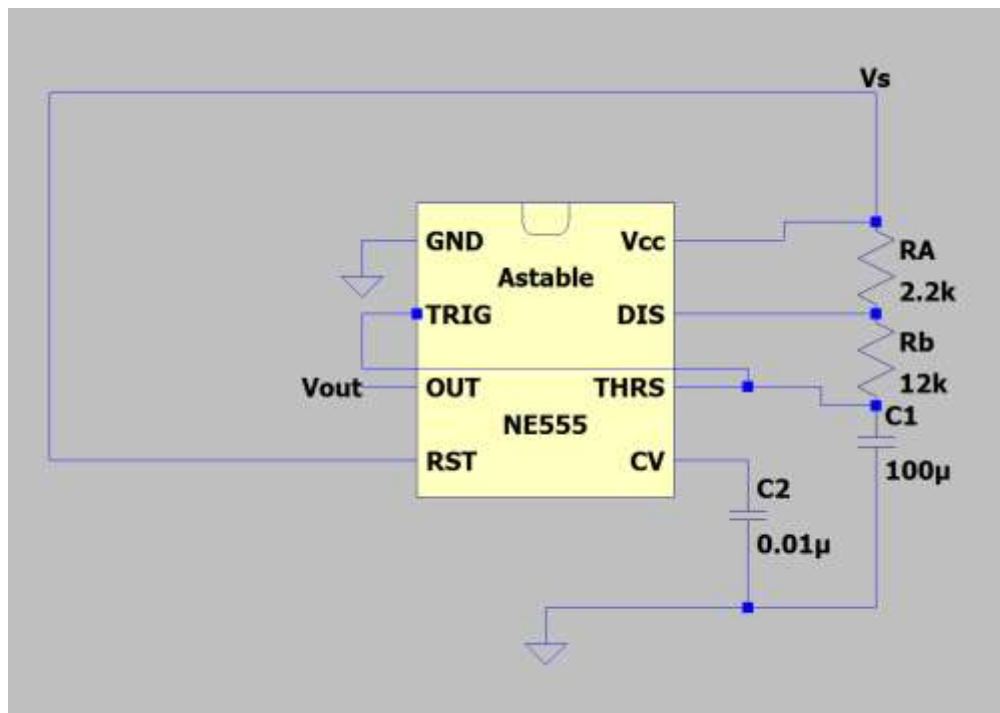 Vs
GND
Vcc
Astable
RA
2.2k
TRIG
DIS
Rb
12k
Vout
OUT
THRS
NE555
C1
RST
CV
100µ
C2
0.01µ